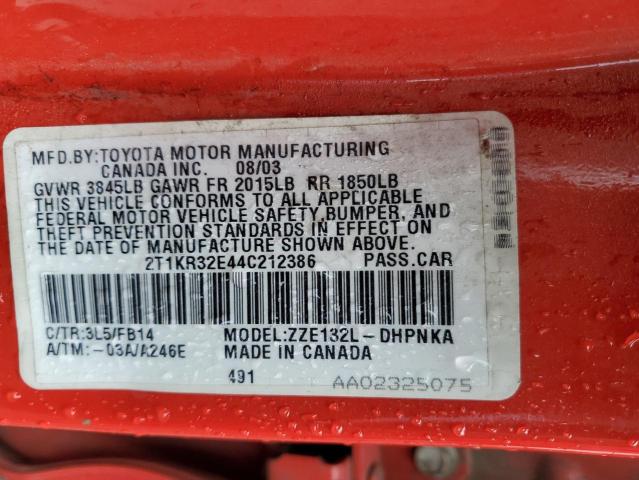 MFD.BY:TOYOTA MOTOR MANUFACTURING
CANADA INC. 08/03
GVWR 3845LB GAWR FR 2015LB RR 1850LB
THIS VEHICLE CONFORMS TO ALL APPLICABLE
FEDERAL MOTOR VEHICLE SAFETY,BUMPER, AND
THEFT PREVENTION STANDARDS IN EFFECT ON
THE DATE OF MANUFACTURE SHOWN ABOVE.
2T1KR32E44C212386 PASS.CAR
C/TR:3L5/FB14 MODEL:ZZE132L-DHPNKA
A/TM:-03A/A246E MADE IN CANADA
491 AA02325075